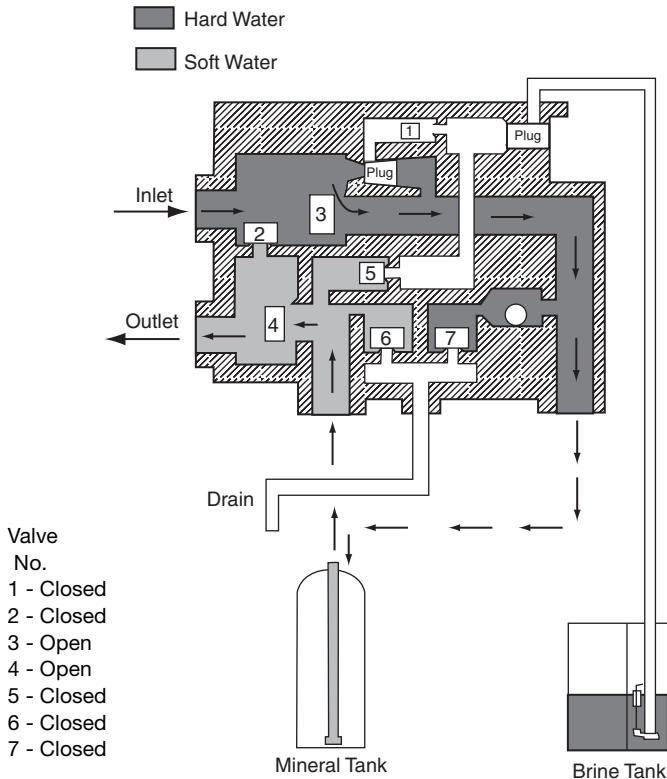 Hard Water
Soft Water
1
Plug
Plug
Inlet
3
2
5
Outlet
4
6
7
Drain
Valve
No.
1 - Closed
2 - Closed
3 - Open
4 - Open
5 - Closed
6 - Closed
7 - Closed
Mineral Tank
Brine Tank